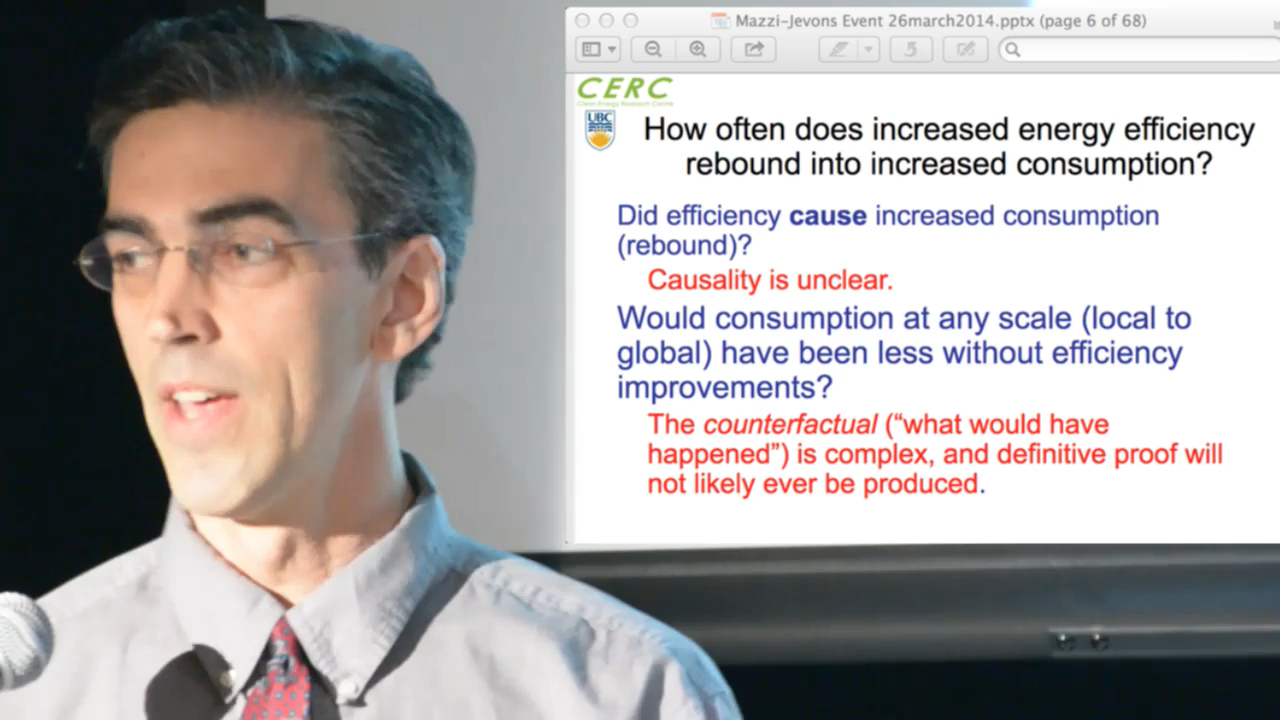 Mazzi-Jevons Event 26march2014.pptx (page 6 of 68)
CERC
Clean Energy Research Centre
UBC
How often does increased energy efficiency
rebound into increased consumption?
Did efficiency cause increased consumption
(rebound)?
Causality is unclear.
Would consumption at any scale (local to
global) have been less without efficiency
improvements?
The counterfactual (“what would have
happened”) is complex, and definitive proof will
not likely ever be produced.